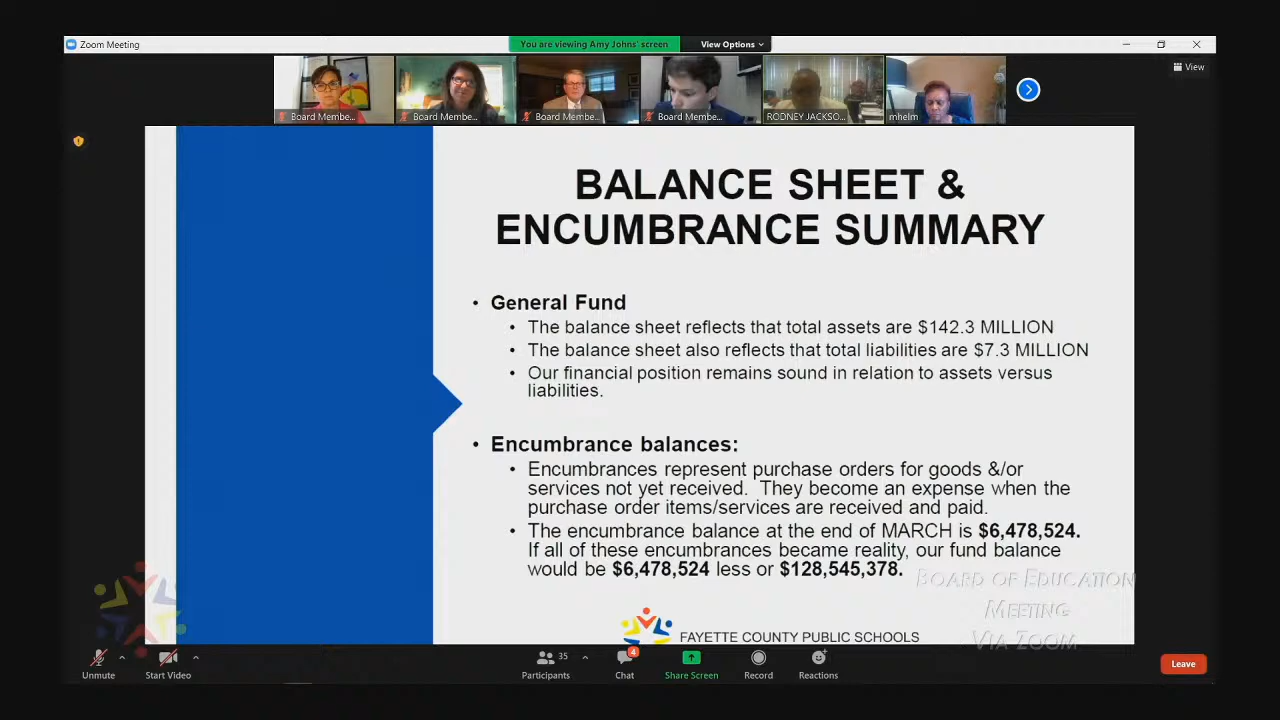 Zoom Meeting
You are viewing Amy Johns' screen
View Options
View
Board Membe...
Board Membe...
Board Membe...
Board Membe...
RODNEY JACKSO...
mhelm
BALANCE SHEET &
ENCUMBRANCE SUMMARY
• General Fund
• The balance sheet reflects that total assets are $142.3 MILLION
• The balance sheet also reflects that total liabilities are $7.3 MILLION
• Our financial position remains sound in relation to assets versus
liabilities.
• Encumbrance balances:
• Encumbrances represent purchase orders for goods &/or
services not yet received. They become an expense when the
purchase order items/services are received and paid.
• The encumbrance balance at the end of MARCH is $6,478,524.
If all of these encumbrances became reality, our fund balance
would be $6,478,524 less or $128,545,378.
BOARD OF EDUCATION
MEETING
VIA ZOOM
FAYETTE COUNTY PUBLIC SCHOOLS
Unmute
Start Video
35
Participants
4
Chat
Share Screen
Record
Reactions
Leave